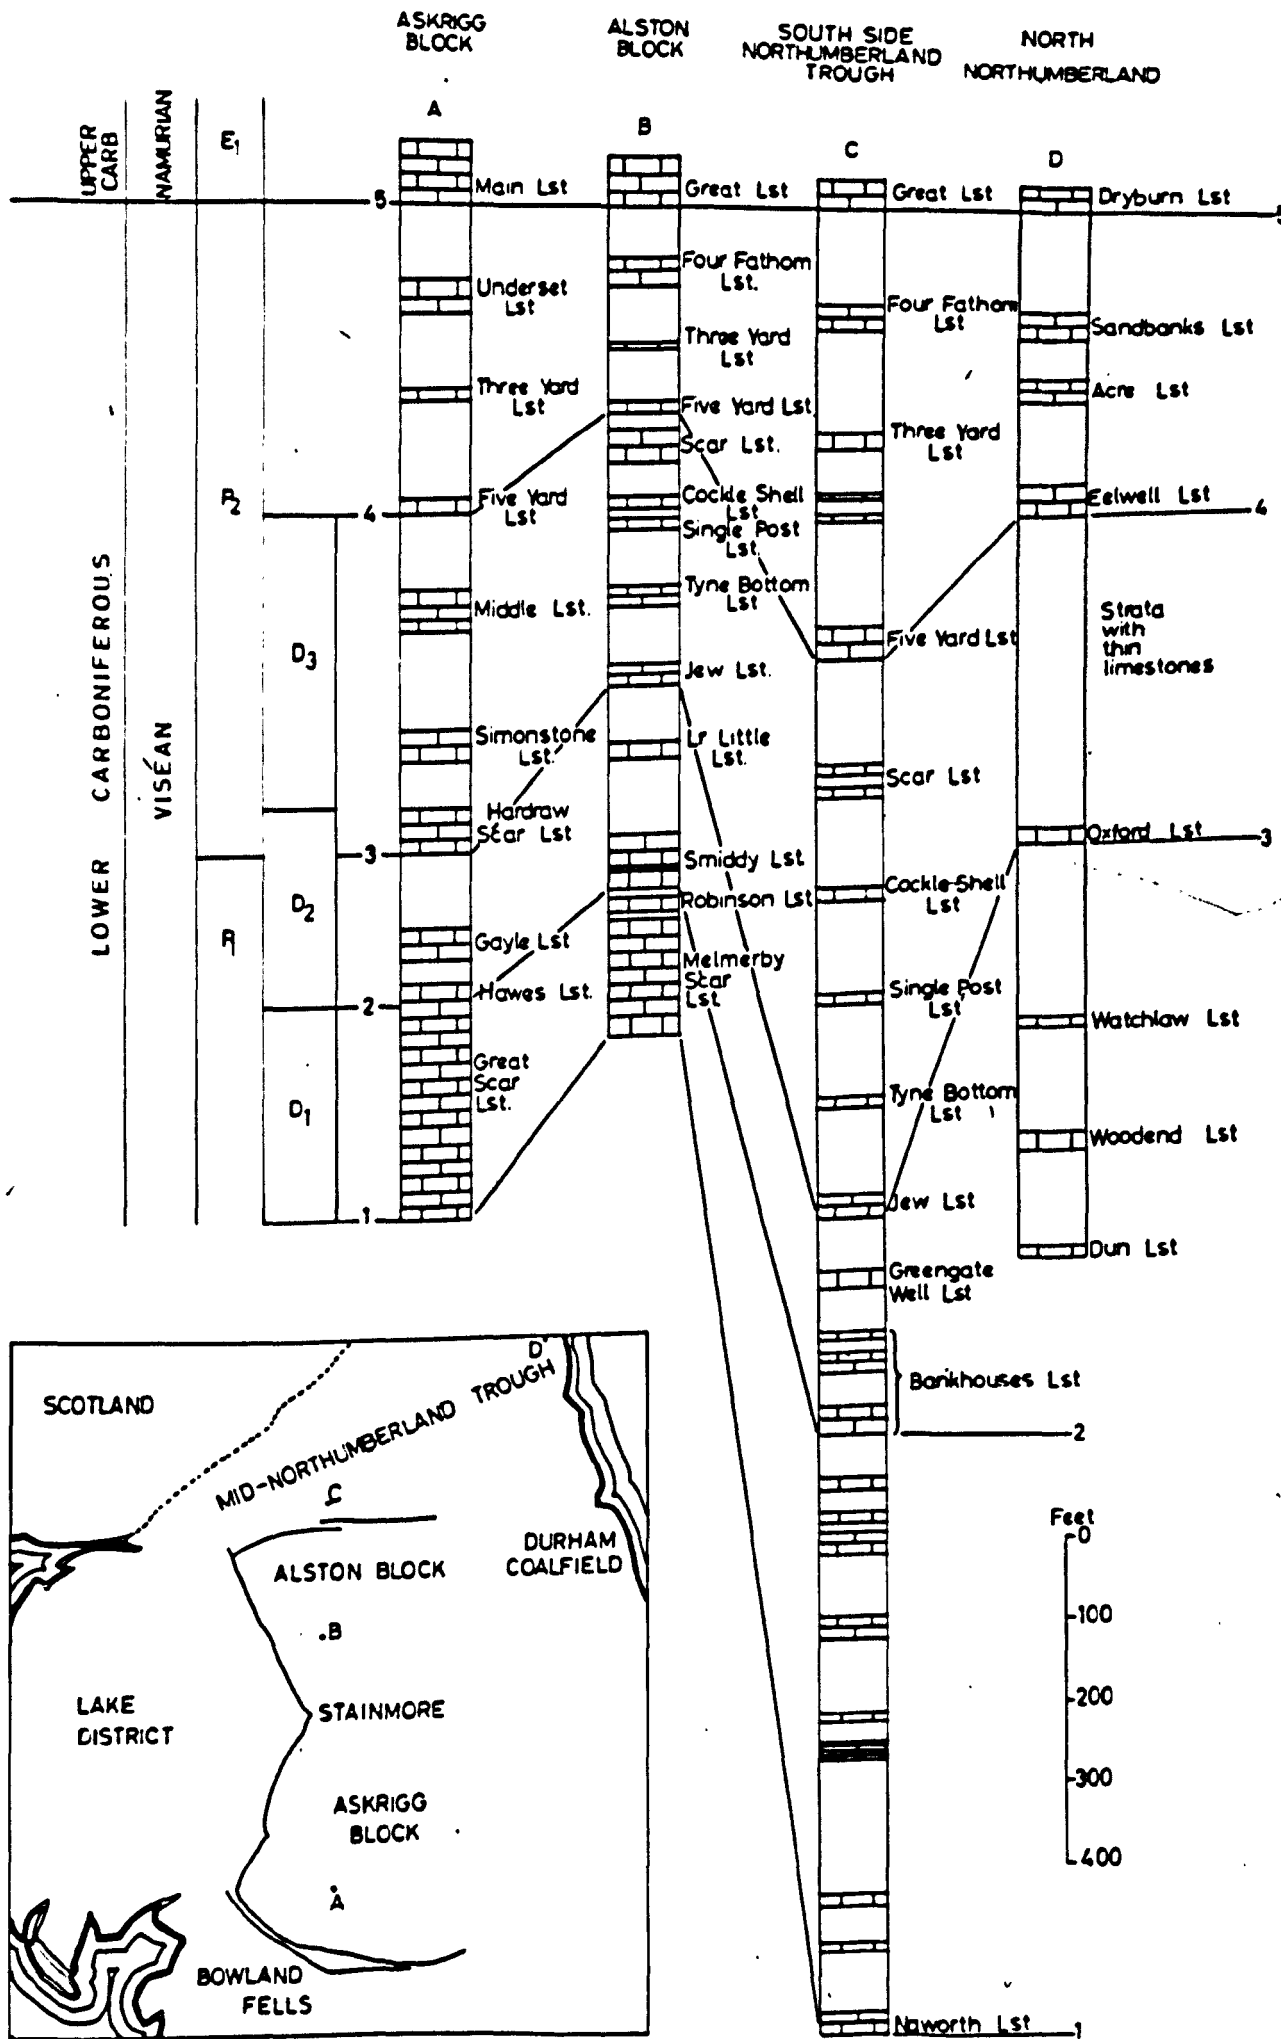 ASKRIGG
BLOCK
ALSTON
BLOCK
SOUTH SIDE
NORTHUMBERLAND
TROUGH
NORTH
NORTHUMBERLAND
A
B
C
D
UPPER
CARB
NAMURIAN
E1
LOWER CARBONIFEROUS
VISÉAN
P2
P1
D3
D2
D1
5
4
3
2
1
Main Lst
Underset
Lst
Three Yard
Lst
Five Yard
Lst
Middle Lst.
Simonstone
Lst.
Hardraw
Scar Lst
Gayle Lst
Hawes Lst.
Great
Scar
Lst.
Great Lst
Four Fathom
Lst.
Three Yard
Lst
Five Yard Lst
Scar Lst.
Cockle Shell
Lst
Single Post
Lst
Tyne Bottom
Lst
Jew Lst.
Lr Little
Lst.
Smiddy Lst.
Robinson Lst
Melmerby
Scar
Lst.
Great Lst
Four Fathom
Lst
Three Yard
Lst
Five Yard Lst
Scar Lst
Cockle-Shell
Lst
Single Post
Lst
Tyne Bottom
Lst
Jew Lst
Greengate
Well Lst
Bankhouses Lst
2
Naworth Lst
1
Dryburn Lst
5
Sandbanks Lst
Acre Lst
Eelwell Lst
4
Strata
with
thin
limestones
Oxford Lst
3
Watchlaw Lst
Woodend Lst
Dun Lst
Feet
0
100
200
300
400
SCOTLAND
D
MID-NORTHUMBERLAND TROUGH
C
ALSTON BLOCK
DURHAM
COALFIELD
B
LAKE
DISTRICT
STAINMORE
ASKRIGG
BLOCK
A
BOWLAND
FELLS